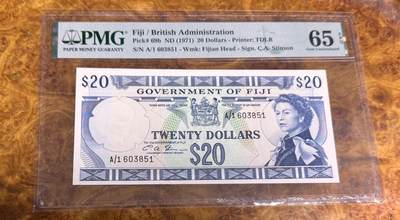 PMG
PAPER MONEY GUARANTY
Fiji / British Administration
Pick# 69b ND (1971) 20 Dollars - Printer: TDLR
S/N A/1 603851 - Wmk: Fijian Head - Sign. C.A. Stinson
65
$20
$20
GOVERNMENT OF FIJI
A/1 603851
TWENTY DOLLARS
A/1 603851
$20